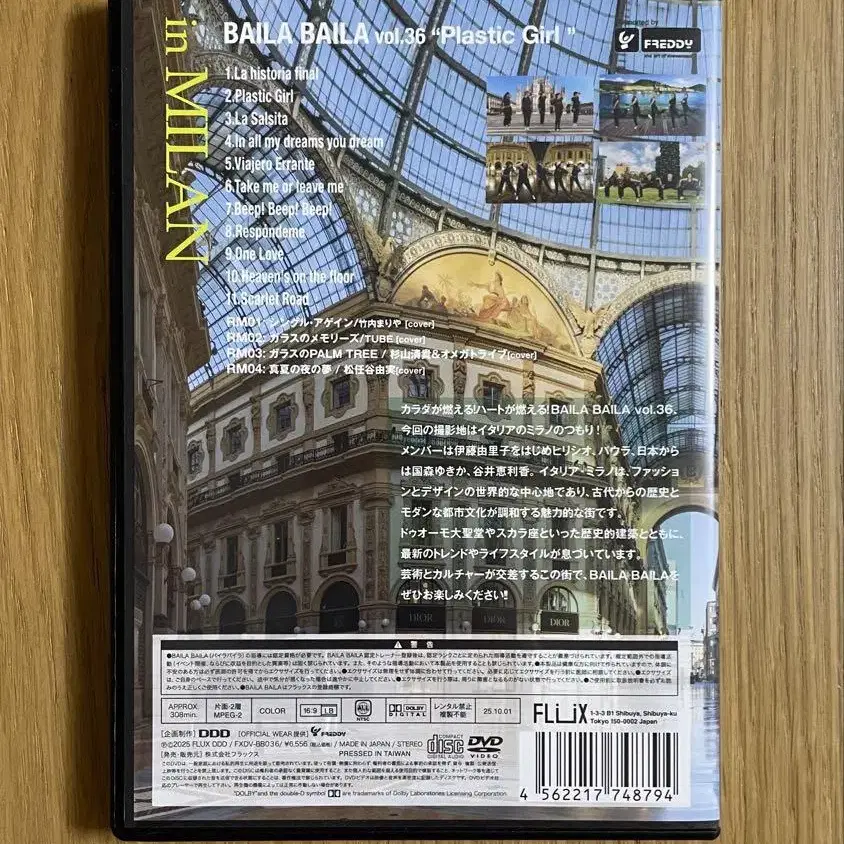 in MILAN
BAILA BAILA vol.36 "Plastic Girl "
supported by
FREDDY
1.La historia final
2.Plastic Girl
3.La Salsita
4.In all my dreams you dream
5.Viajero Errante
6.Take me or leave me
7.Beep! Beep! Beep!
8.Respóndeme
9.One Love
10.Heaven's on the floor
11.Scarlet Road
RM01: シングル・アゲイン/竹内まりや [cover]
RM02: ガラスのメモリーズ/TUBE [cover]
RM03: ガラスのPALM TREE / 杉山清貴&オメガトライブ[cover]
RM04: 真夏の夜の夢 / 松任谷由実[cover]
カラダが燃える!ハートが燃える!BAILA BAILA vol.36.
今回の撮影地はイタリアのミラノのつもり!
メンバーは伊藤由里子をはじめヒリシオ、パウラ、日本から
は国森ゆきか、谷井恵利香。イタリア・ミラノは、ファッショ
ンとデザインの世界的な中心地であり、古代からの歴史と
モダンな都市文化が調和する魅力的な街です。
ドゥオーモ大聖堂やスカラ座といった歴史的建築とともに、
最新のトレンドやライフスタイルが息づいています。
芸術とカルチャーが交差するこの街で、BAILA BAILAを
ぜひお楽しみください!!
DIOR
DIOR
DIOR
警告
APPROX
308min.
片面・2層
MPEG-2
COLOR
16:9 LB
ALL
NTSC
DOLBY
DIGITAL
レンタル禁止
複製不能
25.10.01
FLUX
1-3-3 B1 Shibuya, Shibuya-ku
Tokyo 150-0002 Japan
[企画制作] DDD [OFFICIAL WEAR 提供] FREDDY
℗©2025 FLUX DDD / FXDV-BB036/ ¥6,556(税込価格) / MADE IN JAPAN / STEREO
[発売・販売元] 株式会社フラックス PRESSED IN TAIWAN
COMPACT
disc
DIGITAL AUDIO
DVD
VIDEO
"DOLBY"and the double-D symbol are trademarks of Dolby Laboratories Licensing Corporation
4 562217 748794